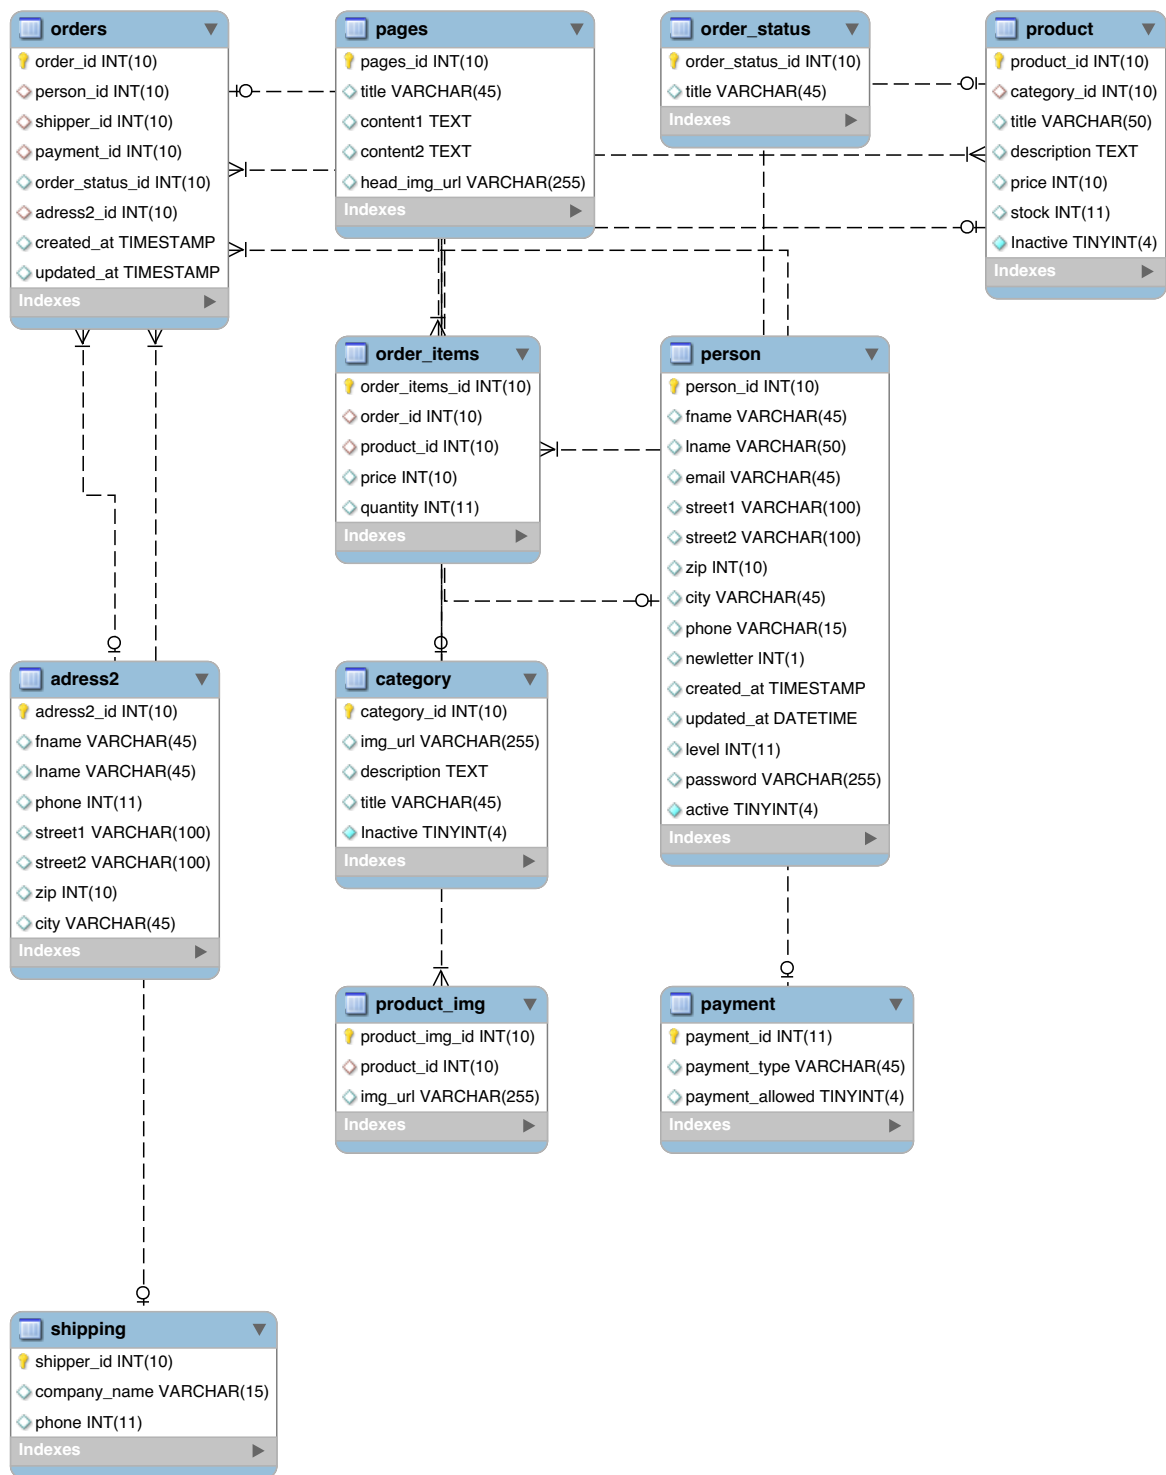 orders
order_id INT(10)
person_id INT(10)
shipper_id INT(10)
payment_id INT(10)
order_status_id INT(10)
adress2_id INT(10)
created_at TIMESTAMP
updated_at TIMESTAMP
Indexes
pages
pages_id INT(10)
title VARCHAR(45)
content1 TEXT
content2 TEXT
head_img_url VARCHAR(255)
Indexes
order_status
order_status_id INT(10)
title VARCHAR(45)
Indexes
product
product_id INT(10)
category_id INT(10)
title VARCHAR(50)
description TEXT
price INT(10)
stock INT(11)
Inactive TINYINT(4)
Indexes
order_items
order_items_id INT(10)
order_id INT(10)
product_id INT(10)
price INT(10)
quantity INT(11)
Indexes
person
person_id INT(10)
fname VARCHAR(45)
lname VARCHAR(50)
email VARCHAR(45)
street1 VARCHAR(100)
street2 VARCHAR(100)
zip INT(10)
city VARCHAR(45)
phone VARCHAR(15)
newletter INT(1)
created_at TIMESTAMP
updated_at DATETIME
level INT(11)
password VARCHAR(255)
active TINYINT(4)
Indexes
adress2
adress2_id INT(10)
fname VARCHAR(45)
lname VARCHAR(45)
phone INT(11)
street1 VARCHAR(100)
street2 VARCHAR(100)
zip INT(10)
city VARCHAR(45)
Indexes
category
category_id INT(10)
img_url VARCHAR(255)
description TEXT
title VARCHAR(45)
Inactive TINYINT(4)
Indexes
product_img
product_img_id INT(10)
product_id INT(10)
img_url VARCHAR(255)
Indexes
payment
payment_id INT(11)
payment_type VARCHAR(45)
payment_allowed TINYINT(4)
Indexes
shipping
shipper_id INT(10)
company_name VARCHAR(15)
phone INT(11)
Indexes